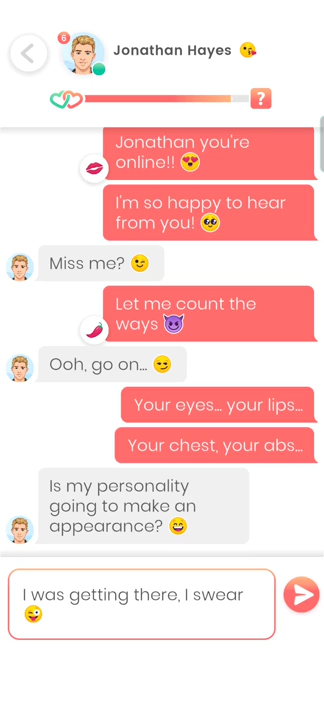 6
Jonathan Hayes 😘
?
Jonathan you're
online!! 😍
I'm so happy to hear
from you! 🥺
Miss me? 😉
Let me count the
ways 😈
Ooh, go on... 😏
Your eyes... your lips...
Your chest, your abs...
Is my personality
going to make an
appearance? 😄
I was getting there, I swear
😜